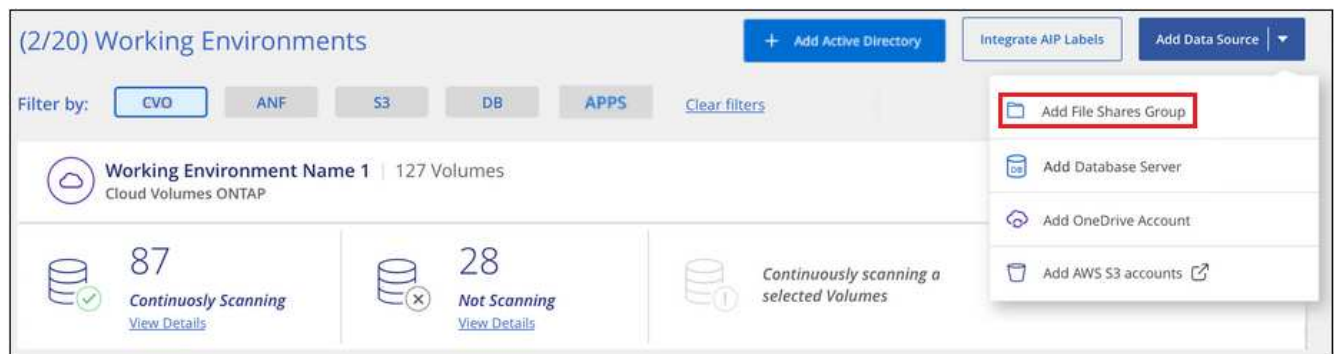 (2/20) Working Environments
+ Add Active Directory
Integrate AIP Labels
Add Data Source
Filter by: CVO ANF S3 DB APPS Clear filters
Add File Shares Group
DB Add Database Server
Add OneDrive Account
Add AWS S3 accounts
Working Environment Name 1 | 127 Volumes
Cloud Volumes ONTAP
87
Continuosly Scanning
View Details
28
Not Scanning
View Details
Continuously scanning a
selected Volumes